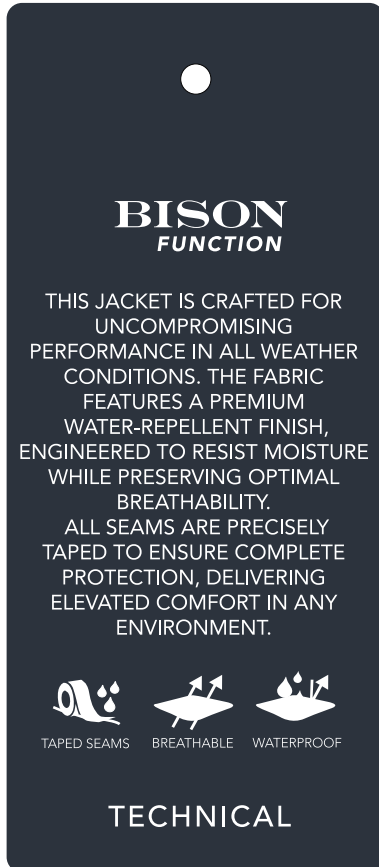 BISON
FUNCTION
THIS JACKET IS CRAFTED FOR
UNCOMPROMISING
PERFORMANCE IN ALL WEATHER
CONDITIONS. THE FABRIC
FEATURES A PREMIUM
WATER-REPELLENT FINISH,
ENGINEERED TO RESIST MOISTURE
WHILE PRESERVING OPTIMAL
BREATHABILITY.
ALL SEAMS ARE PRECISELY
TAPED TO ENSURE COMPLETE
PROTECTION, DELIVERING
ELEVATED COMFORT IN ANY
ENVIRONMENT.
TAPED SEAMS BREATHABLE WATERPROOF
TECHNICAL